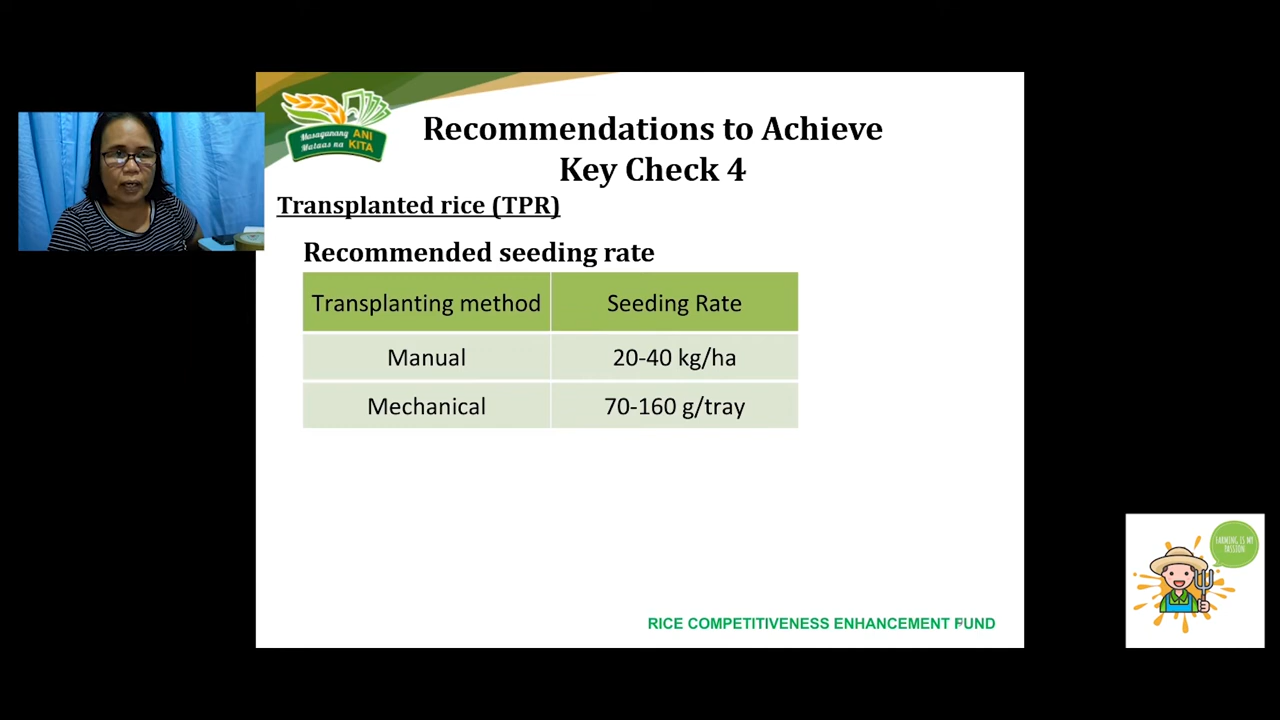 Masaganang ANI
Mataas na KITA
Recommendations to Achieve
Key Check 4
Transplanted rice (TPR)
Recommended seeding rate
Transplanting method Seeding Rate
Manual 20-40 kg/ha
Mechanical 70-160 g/tray
FARMING IS MY
PASSION
RICE COMPETITIVENESS ENHANCEMENT FUND